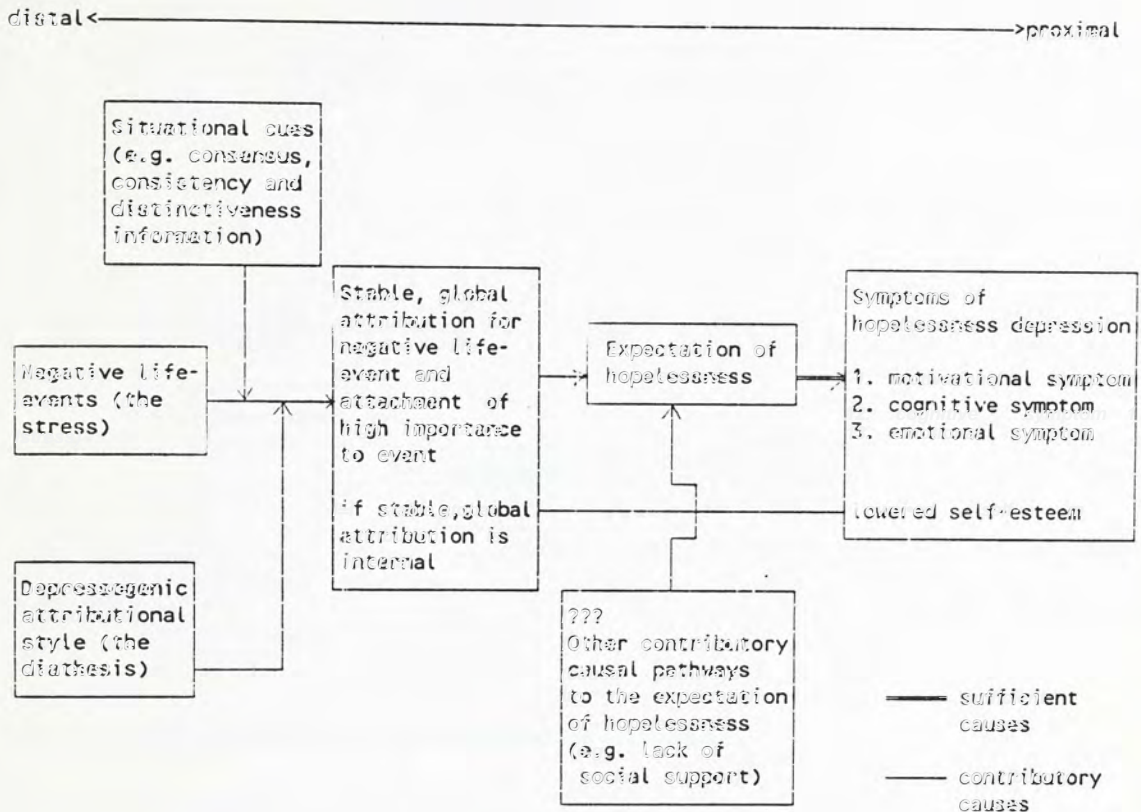 distal<
>proximal
Situational cues
(e.g. consensus,
consistency and
distinctiveness
information)
Negative life-
events (the
stress)
Depressogenic
attributional
style (the
diathesis)
Stable, global
attribution for
negative life-
event and
attachment of
high importance
to event
if stable,global
attribution is
internal
Expectation of
hopelessness
???
Other contributory
causal pathways
to the expectation
of hopelessness
(e.g. lack of
social support)
Symptoms of
hopelessness depression
1. motivational symptom
2. cognitive symptom
3. emotional symptom
lowered self-esteem
sufficient
causes
contributory
causes